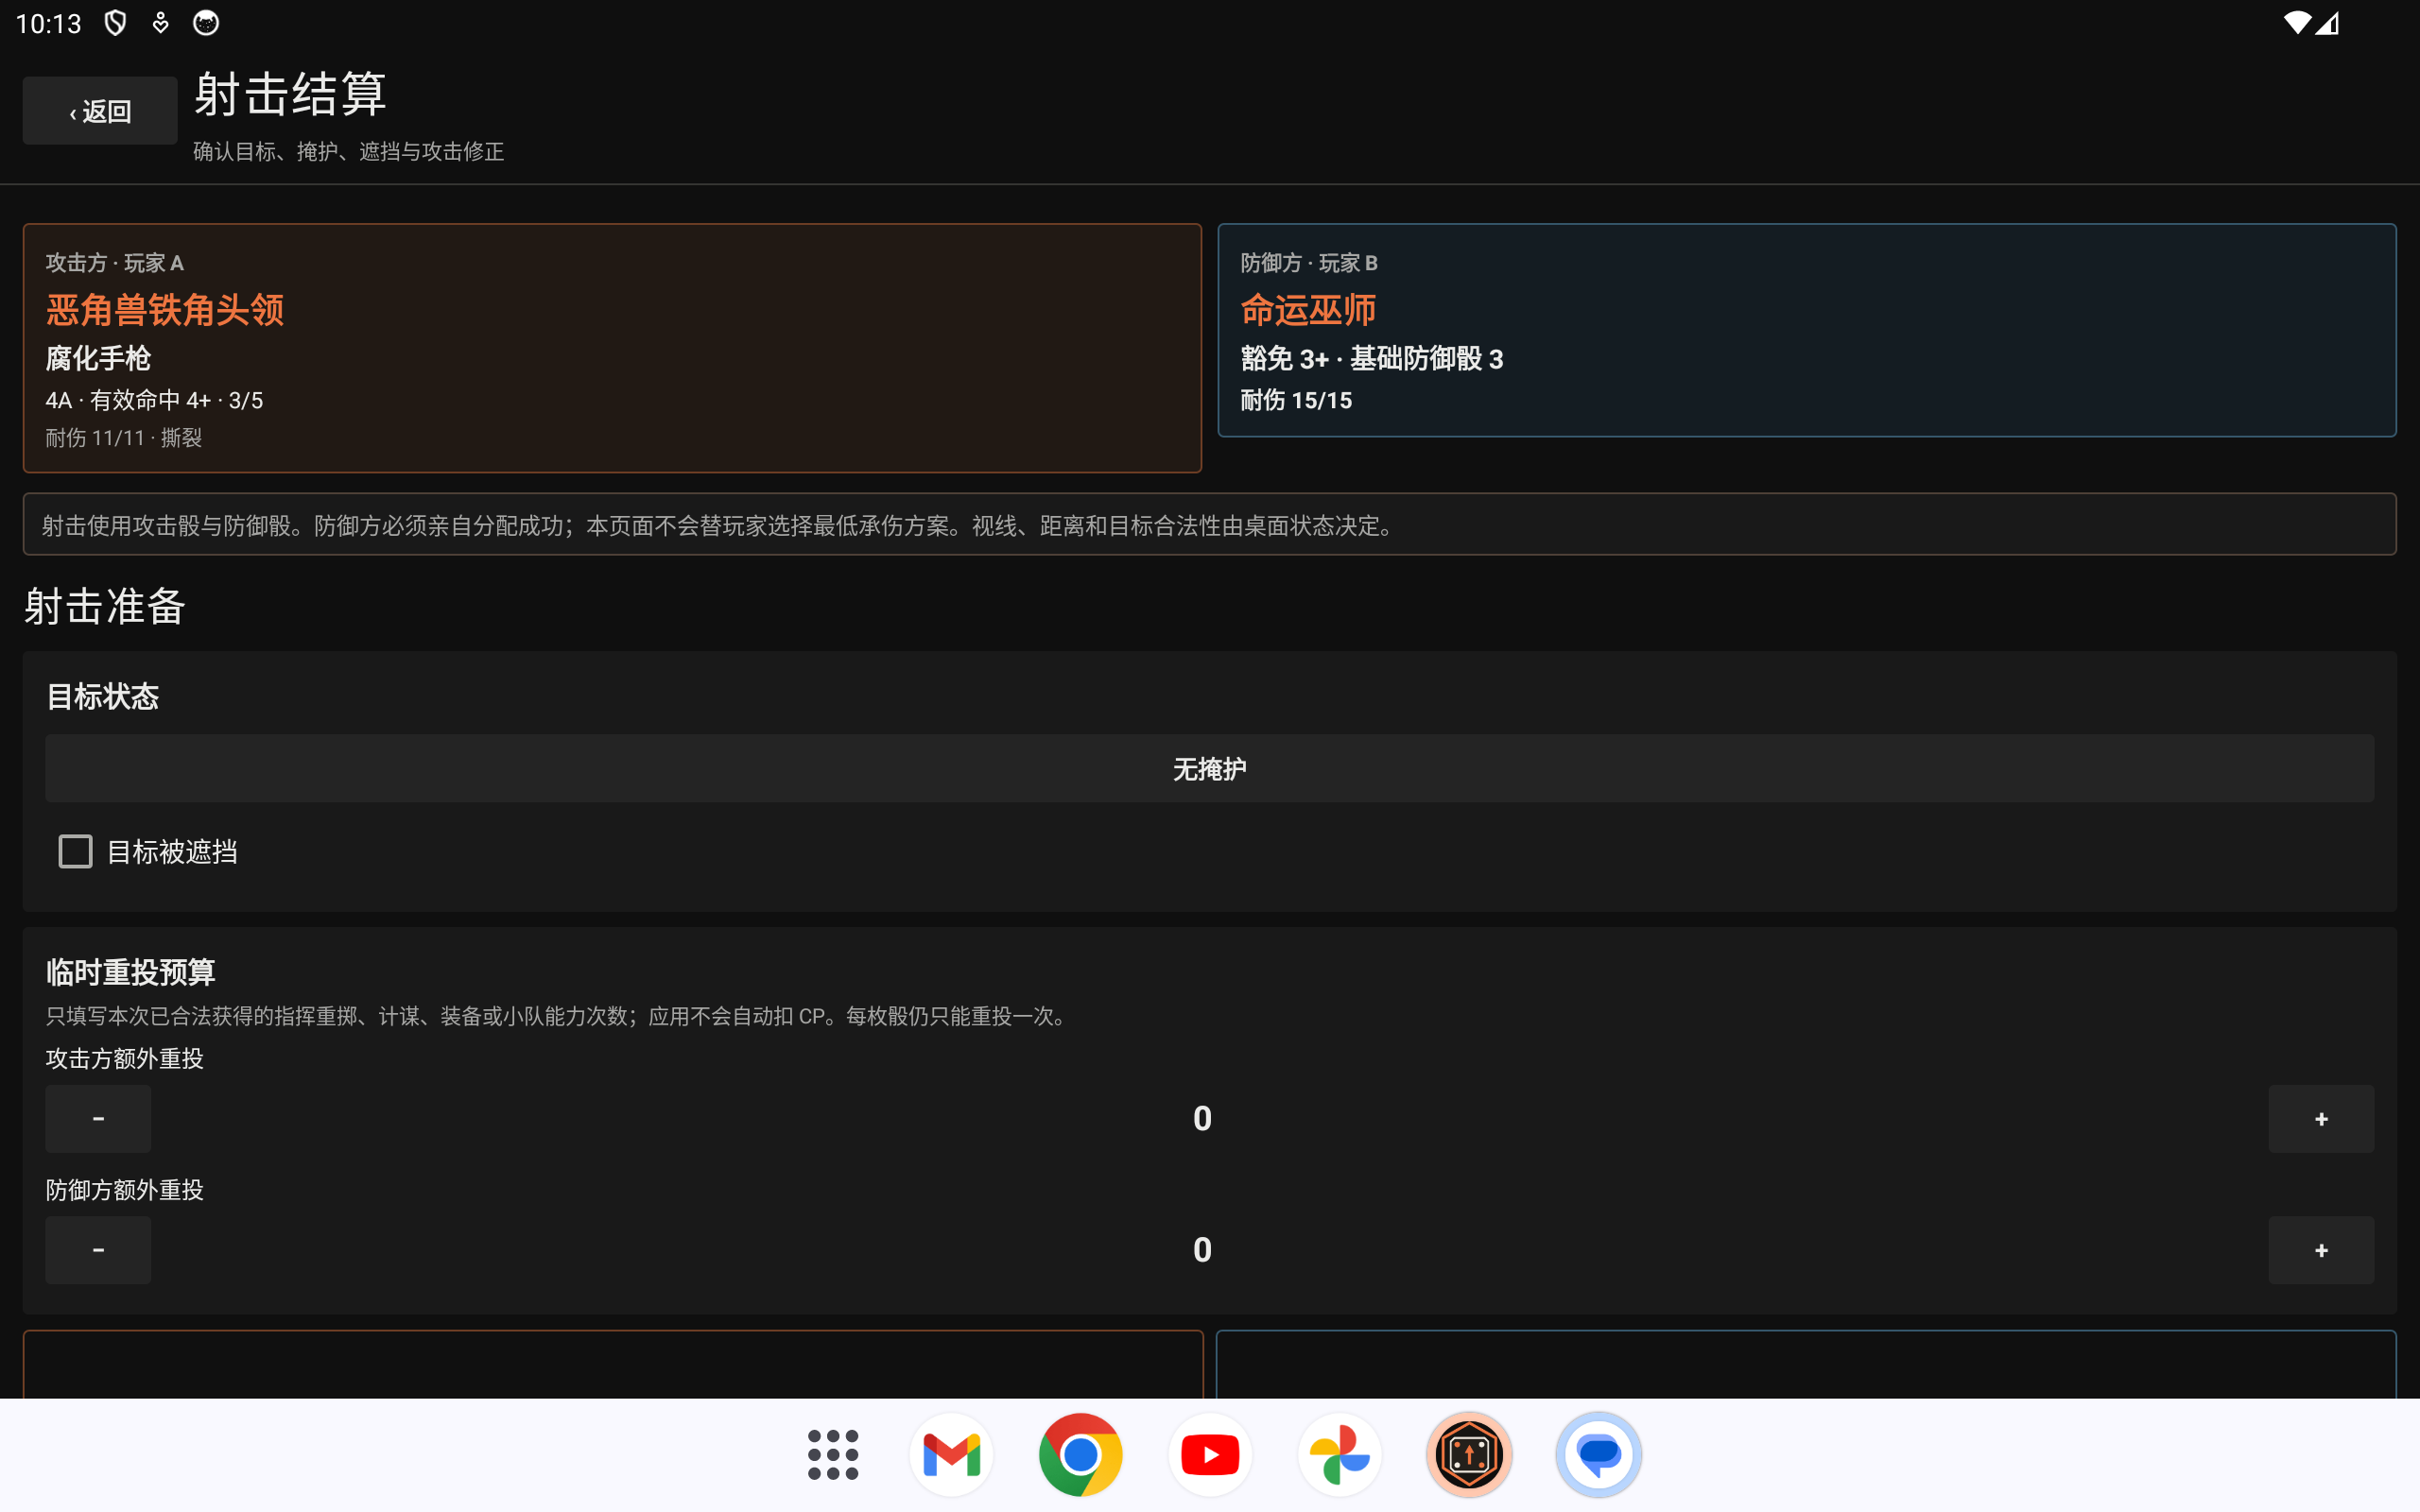 10:13
‹ 返回
射击结算
确认目标、掩护、遮挡与攻击修正
攻击方 · 玩家 A
恶角兽铁角头领
腐化手枪
4A · 有效命中 4+ · 3/5
耐伤 11/11 · 撕裂
防御方 · 玩家 B
命运巫师
豁免 3+ · 基础防御骰 3
耐伤 15/15
射击使用攻击骰与防御骰。防御方必须亲自分配成功；本页面不会替玩家选择最低承伤方案。视线、距离和目标合法性由桌面状态决定。
射击准备
目标状态
无掩护
目标被遮挡
临时重投预算
只填写本次已合法获得的指挥重掷、计谋、装备或小队能力次数；应用不会自动扣 CP。每枚骰仍只能重投一次。
攻击方额外重投
− 0 +
防御方额外重投
− 0 +